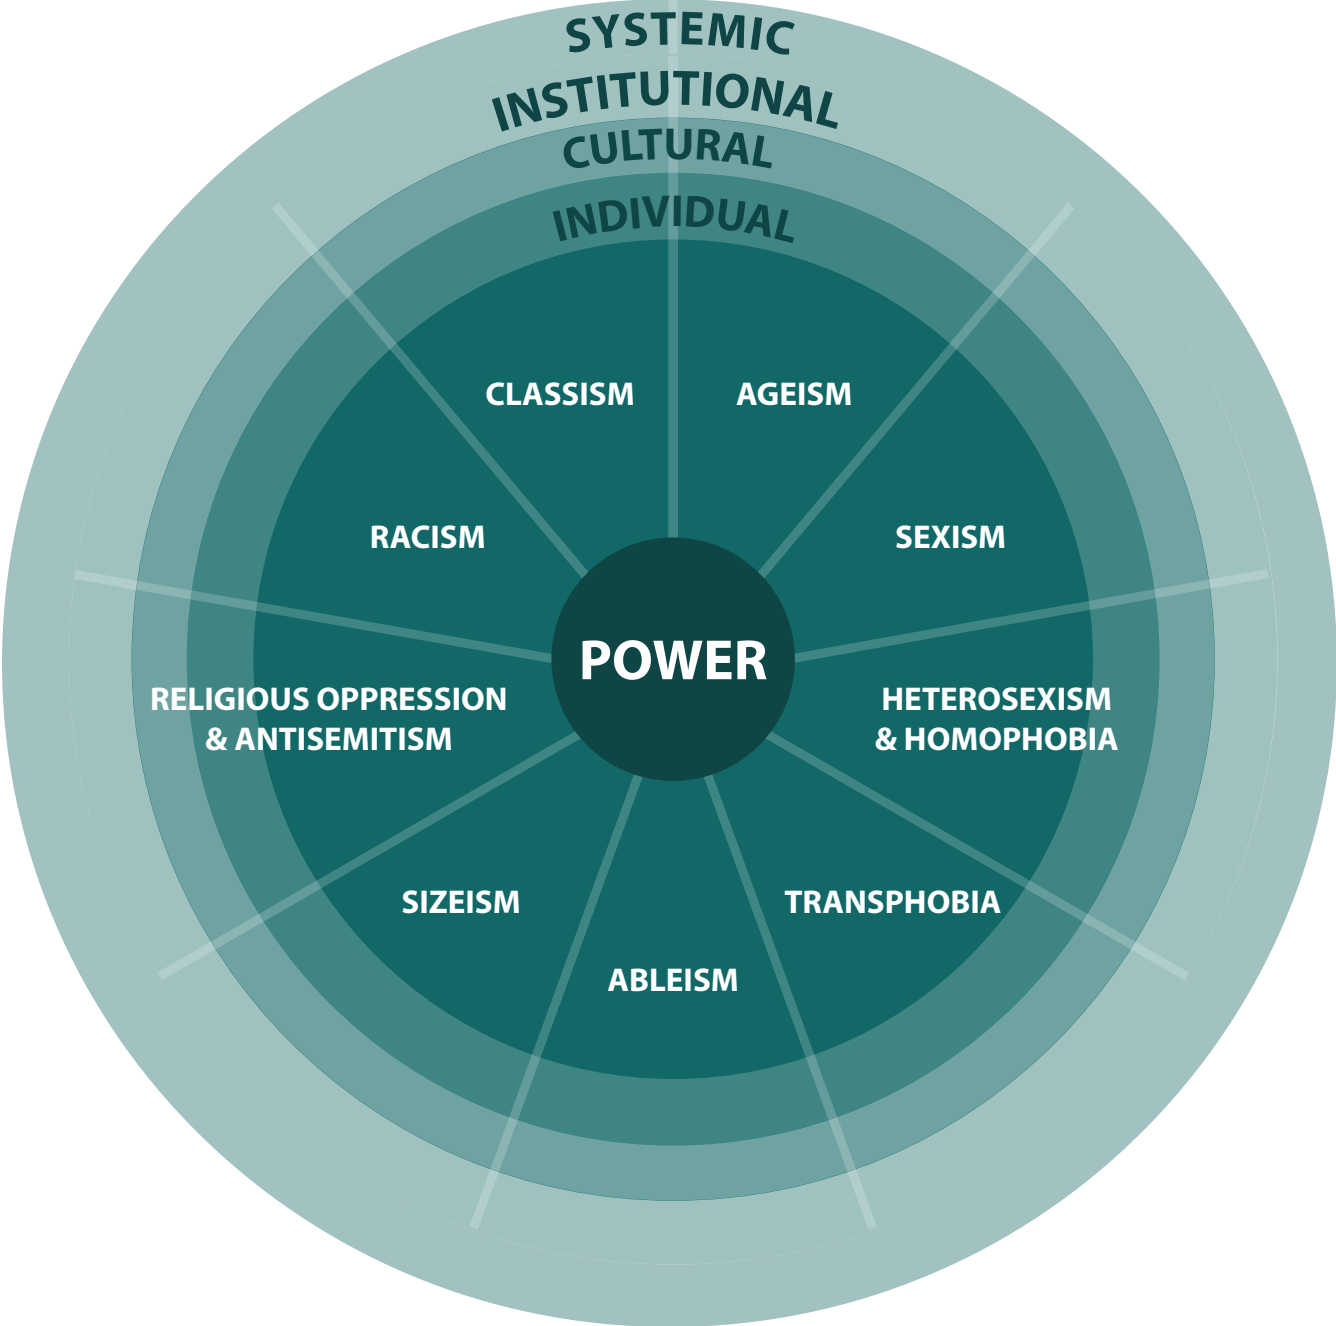 SYSTEMIC
INSTITUTIONAL
CULTURAL
INDIVIDUAL
CLASSISM
AGEISM
RACISM
SEXISM
POWER
RELIGIOUS OPPRESSION
& ANTISEMITISM
HETEROSEXISM
& HOMOPHOBIA
SIZEISM
TRANSPHOBIA
ABLEISM